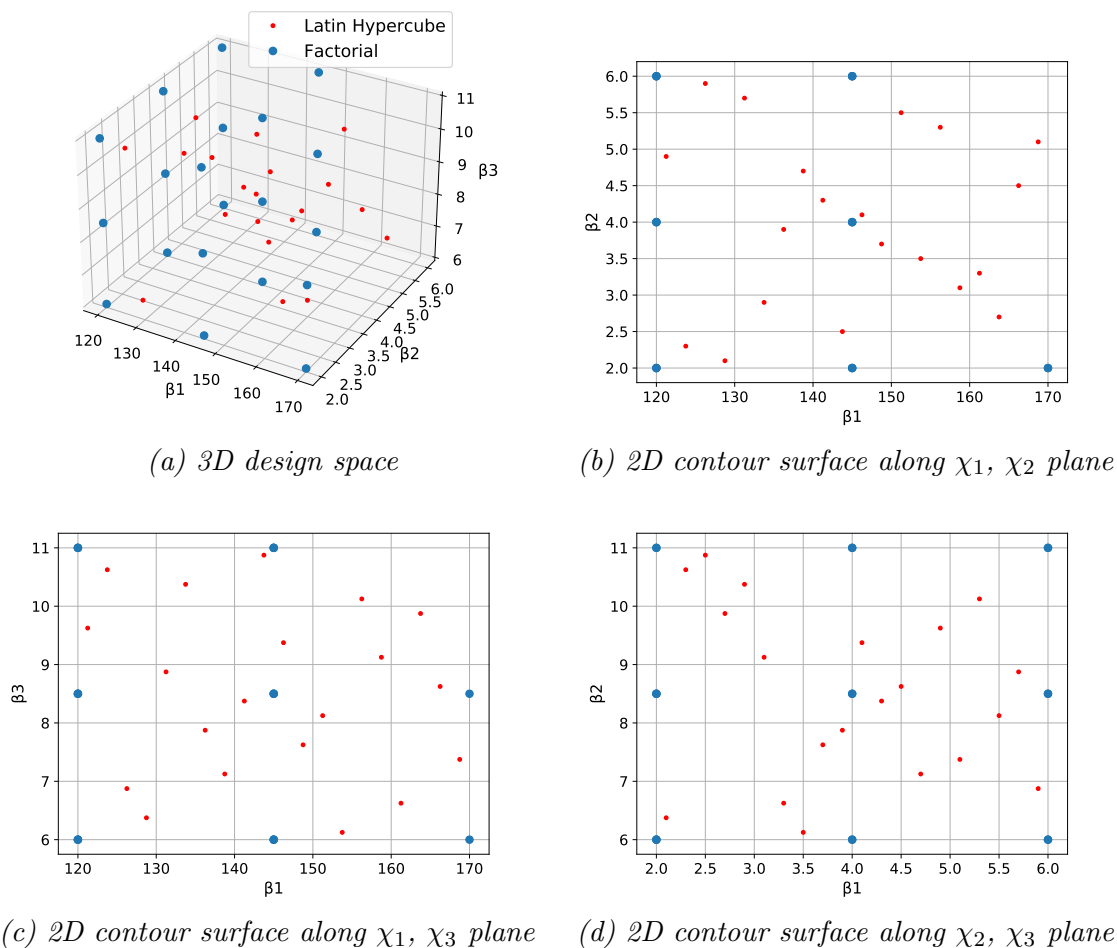 Latin Hypercube
Factorial
11
10
9
8
7
6
β3
120
130
140
150
160
170
β1
2.0
2.5
3.0
3.5
4.0
4.5
5.0
5.5
6.0
β2
(a) 3D design space
6.0
5.5
5.0
4.5
4.0
3.5
3.0
2.5
2.0
β2
120 130 140 150 160 170
β1
(b) 2D contour surface along χ1, χ2 plane
11
10
9
8
7
6
β3
120 130 140 150 160 170
β1
(c) 2D contour surface along χ1, χ3 plane
11
10
9
8
7
6
β2
2.0 2.5 3.0 3.5 4.0 4.5 5.0 5.5 6.0
β1
(d) 2D contour surface along χ2, χ3 plane